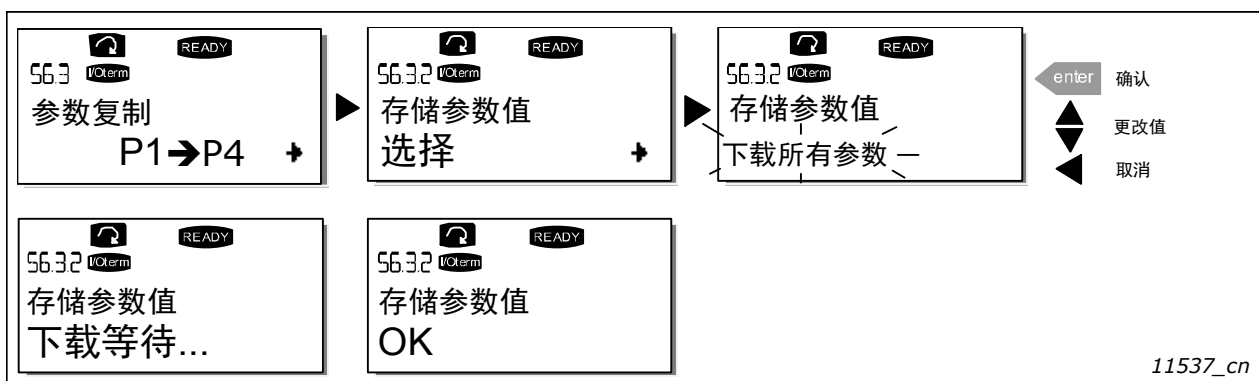 READY
S6.3 I/Oterm
参数复制
P1➔P4
READY
S6.3.2 I/Oterm
存储参数值
选择
READY
S6.3.2 I/Oterm
存储参数值
下载所有参数
enter 确认
更改值
取消
READY
S6.3.2 I/Oterm
存储参数值
下载等待...
READY
S6.3.2 I/Oterm
存储参数值
OK
11537_cn